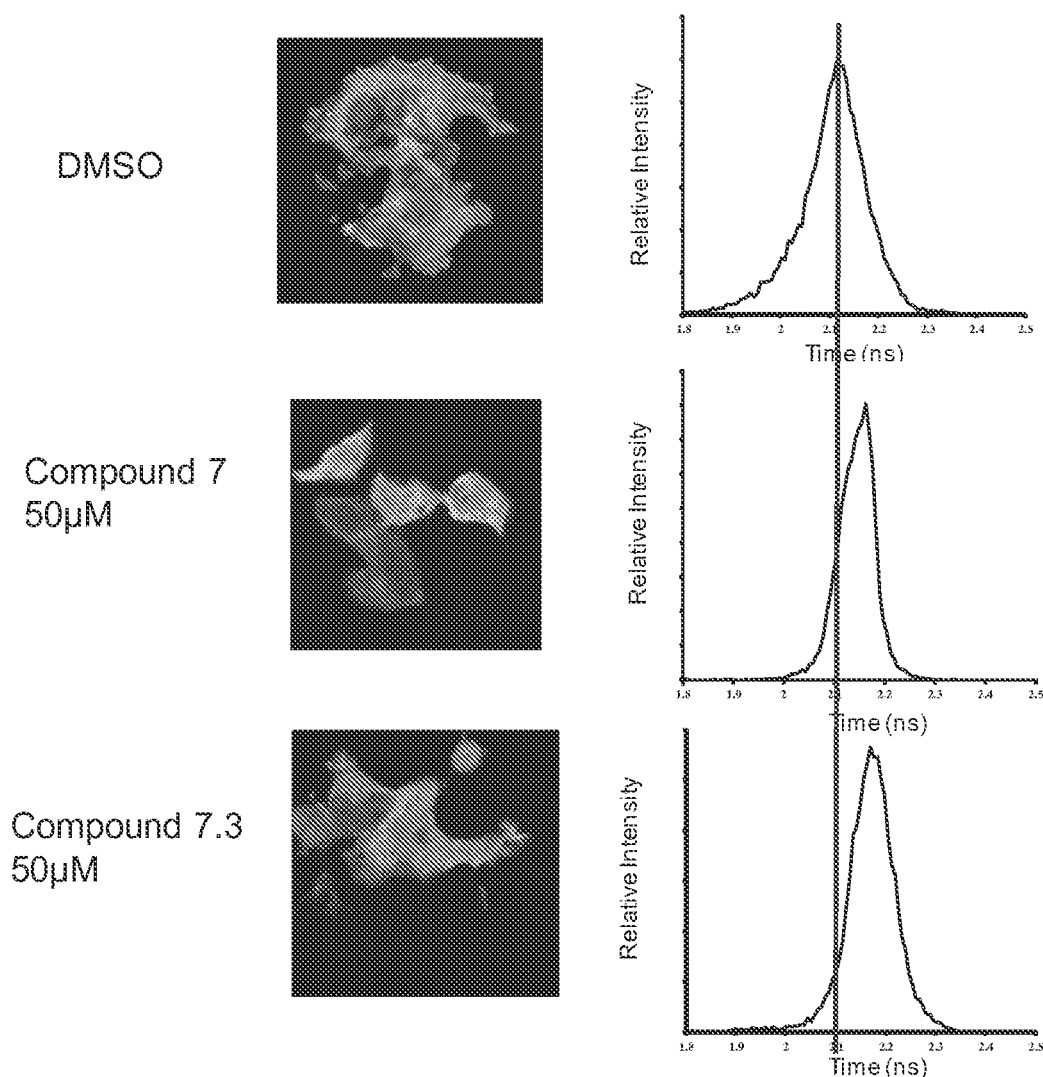 DMSO
Relative Intensity
1.8 1.9 2 2.1 2.2 2.3 2.4 2.5
Time (ns)
Compound 7
50µM
Relative Intensity
1.8 1.9 2 2.1 2.2 2.3 2.4 2.5
Time (ns)
Compound 7.3
50µM
Relative Intensity
1.8 1.9 2 2.1 2.2 2.3 2.4 2.5
Time (ns)